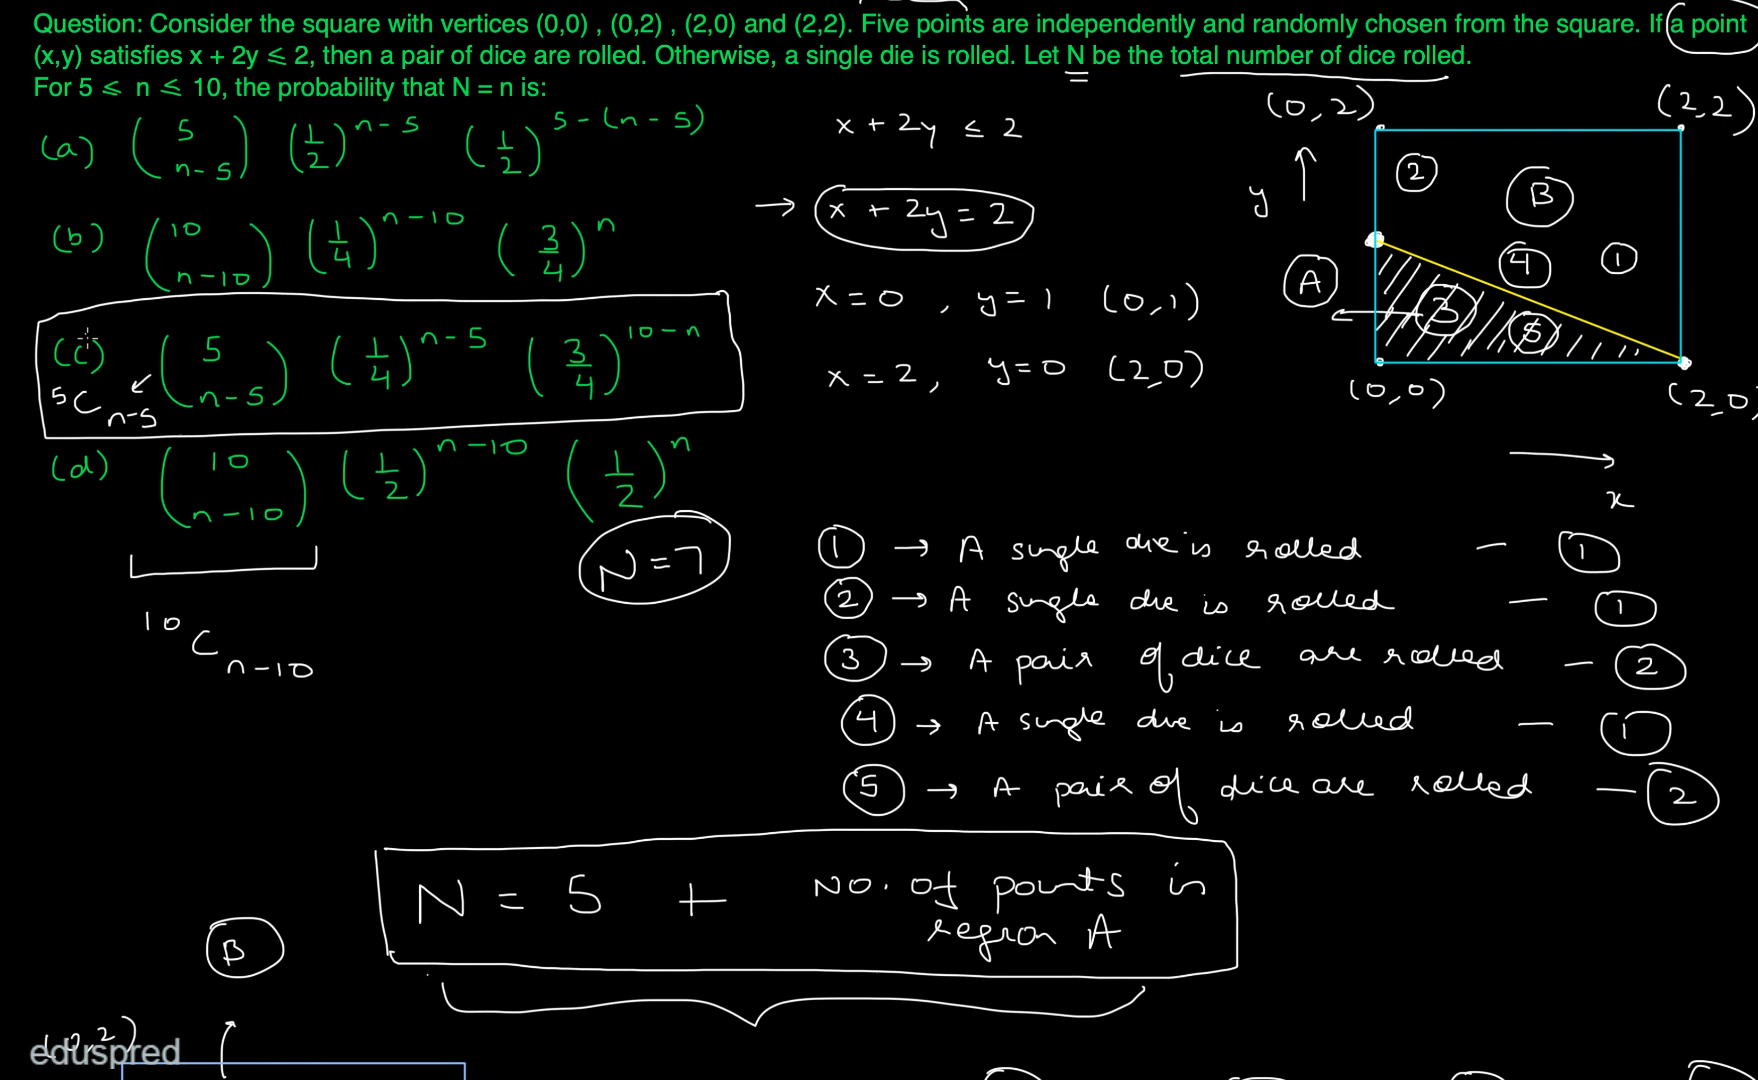 Question: Consider the square with vertices (0,0) , (0,2) , (2,0) and (2,2). Five points are independently and randomly chosen from the square. If a point
(x,y) satisfies x + 2y ⩽ 2, then a pair of dice are rolled. Otherwise, a single die is rolled. Let N be the total number of dice rolled.
For 5 ⩽ n ⩽ 10, the probability that N = n is:
(a) (5 n-5) (1/2)^n-5 (1/2)^5-(n-5)
(b) (10 n-10) (1/4)^n-10 (3/4)^n
(c) (5 n-5) (1/4)^n-5 (3/4)^10-n
5C n-5
(d) (10 n-10) (1/2)^n-10 (1/2)^n
10C n-10
N=7
x + 2y ≤ 2
→ x + 2y = 2
x=0 , y=1 (0,1)
x=2, y=0 (2,0)
(0,2) (2,2)
y
2 B
A 4 1
3 5
(0,0) (2,0)
x
1 → A single die is rolled – 1
2 → A single die is rolled – 1
3 → A pair of dice are rolled – 2
4 → A single die is rolled – 1
5 → A pair of dice are rolled – 2
N = 5 + No. of points in
region A
B
eduspred